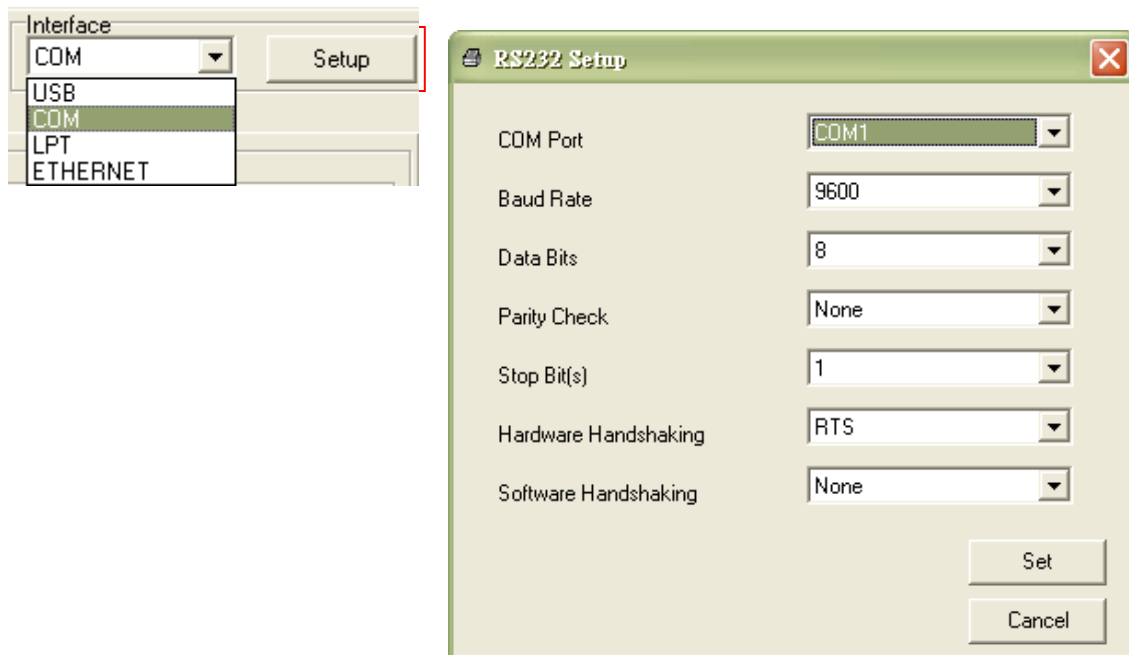 Interface
COM
Setup
USB
COM
LPT
ETHERNET
RS232 Setup
COM Port
COM1
Baud Rate
9600
Data Bits
8
Parity Check
None
Stop Bit(s)
1
Hardware Handshaking
RTS
Software Handshaking
None
Set
Cancel